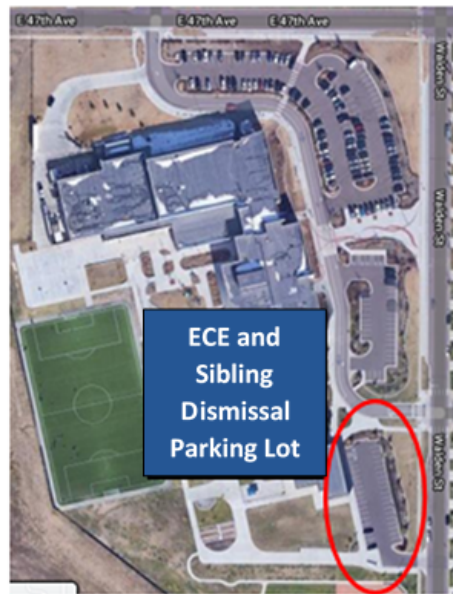 E 47th Ave E 47th Ave E 47th Ave
Walden St
Walden St
ECE and
Sibling
Dismissal
Parking Lot
Walden St